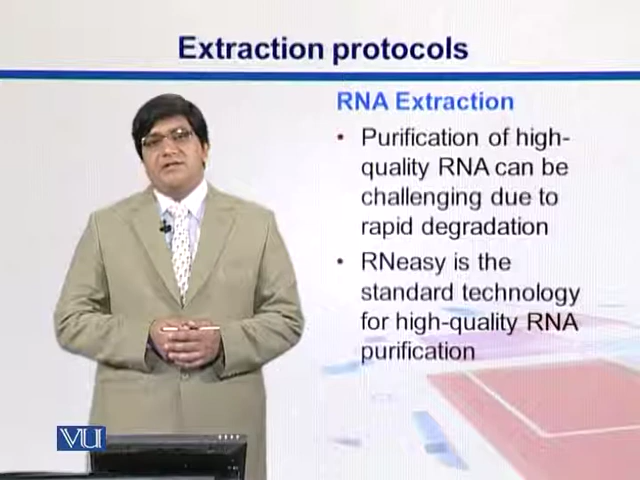 Extraction protocols
RNA Extraction
• Purification of high-
quality RNA can be
challenging due to
rapid degradation
• RNeasy is the
standard technology
for high-quality RNA
purification
VU